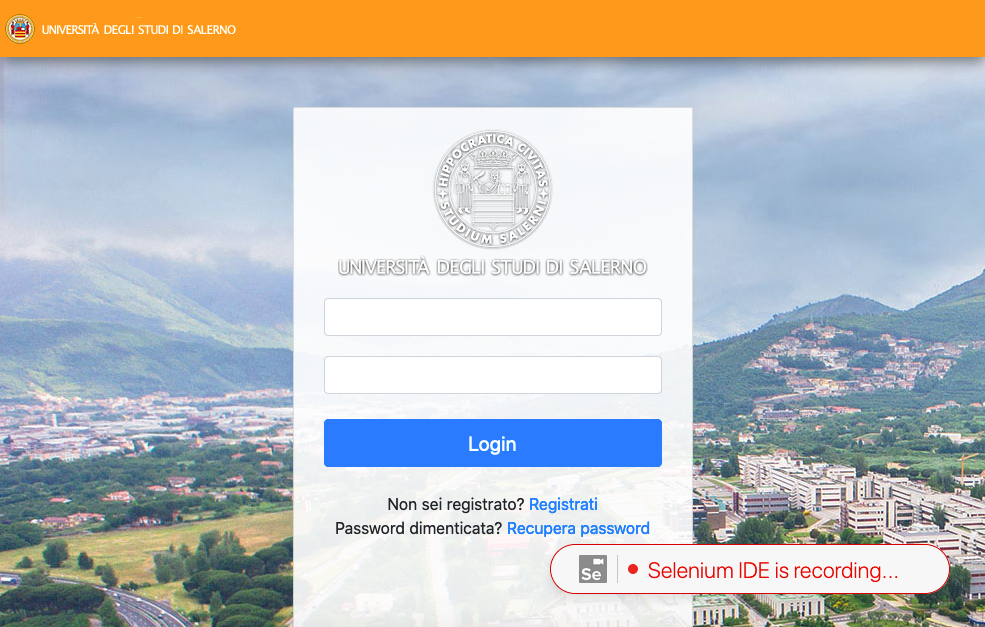 UNIVERSITÀ DEGLI STUDI DI SALERNO
HIPPOCRATICA CIVITAS
STUDIUM SALERNI
UNIVERSITÀ DEGLI STUDI DI SALERNO
Login
Non sei registrato? Registrati
Password dimenticata? Recupera password
Se
Selenium IDE is recording...